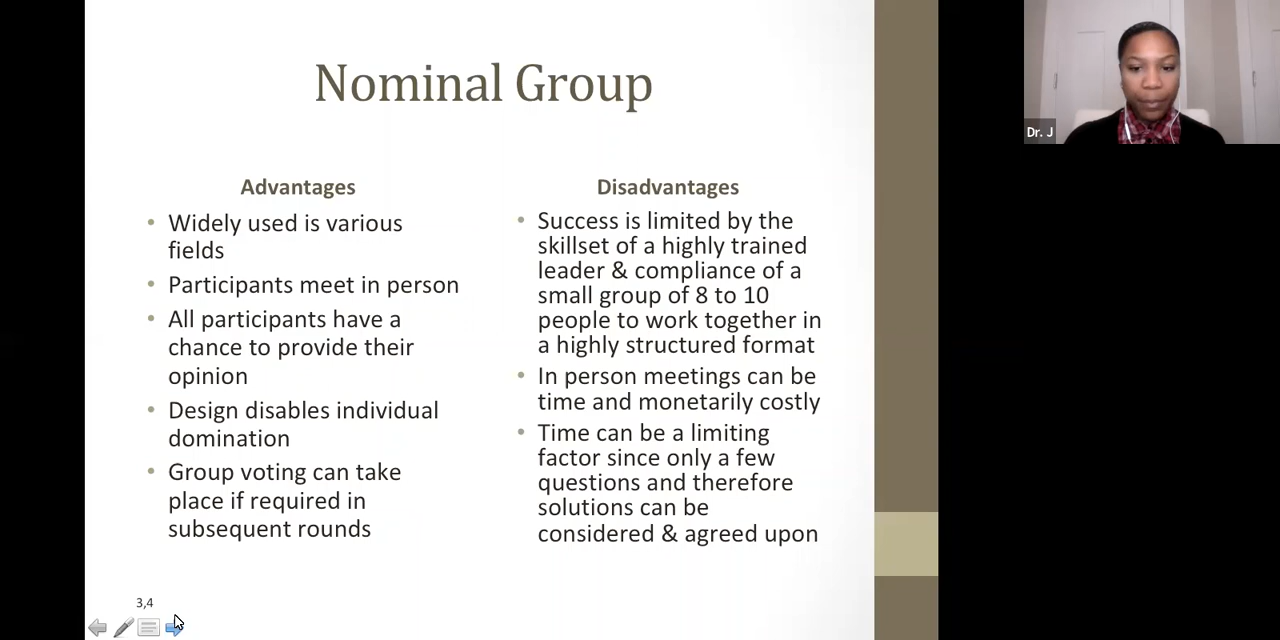 Nominal Group
Advantages
Widely used is various
fields
Participants meet in person
All participants have a
chance to provide their
opinion
Design disables individual
domination
Group voting can take
place if required in
subsequent rounds
Disadvantages
Success is limited by the
skillset of a highly trained
leader & compliance of a
small group of 8 to 10
people to work together in
a highly structured format
In person meetings can be
time and monetarily costly
Time can be a limiting
factor since only a few
questions and therefore
solutions can be
considered & agreed upon
3,4
Dr. J